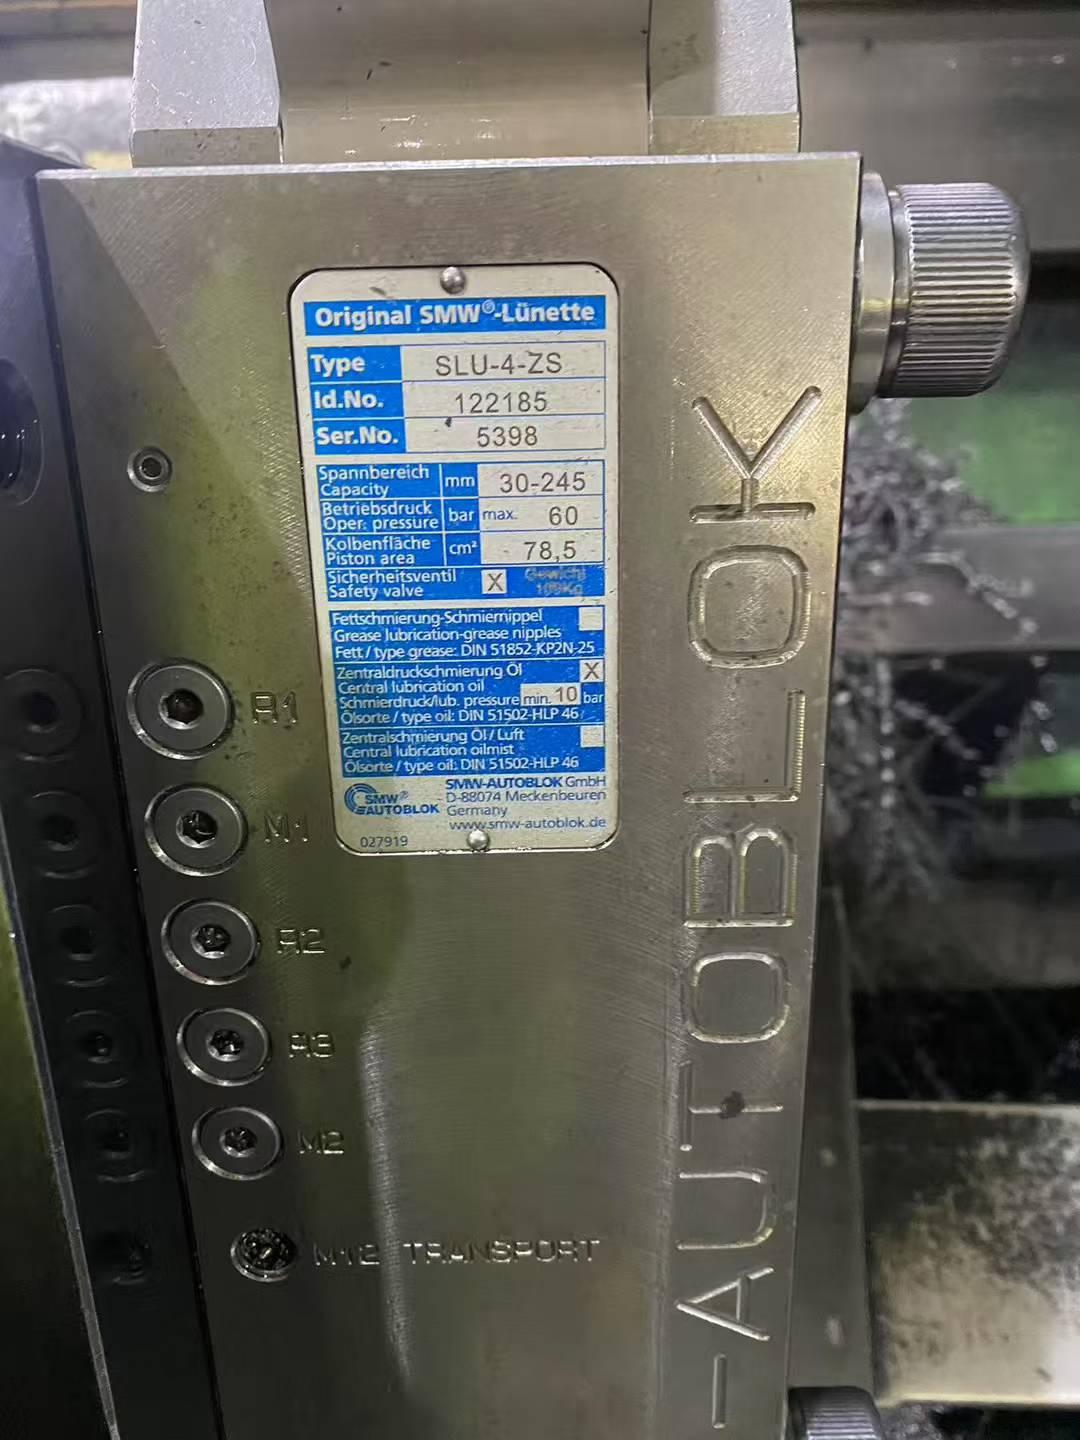 Original SMW®-Lünette
Type SLU-4-ZS
Id.No. 122185
Ser.No. 5398
Spannbereich
Capacity mm 30-245
Betriebsdruck
Oper. pressure bar max. 60
Kolbenfläche
Piston area cm² 78,5
Sicherheitsventil
Safety valve X
Gewicht
109Kg
Fettschmierung-Schmiernippel
Grease lubrication-grease nipples
Fett / type grease: DIN 51852-KP2N-25
Zentraldruckschmierung Öl X
Central lubrication oil
Schmierdruck/lub. pressure min. 10 bar
Ölsorte / type oil: DIN 51502-HLP 46
Zentralschmierung Öl / Luft
Central lubrication oilmist
Ölsorte / type oil: DIN 51502-HLP 46
SMW®
AUTOBLOK
SMW-AUTOBLOK GmbH
D-88074 Meckenbeuren
Germany
www.smw-autoblok.de
027919
R1
M1
R2
R3
M2
M12 TRANSPORT
-AUTOBLOK